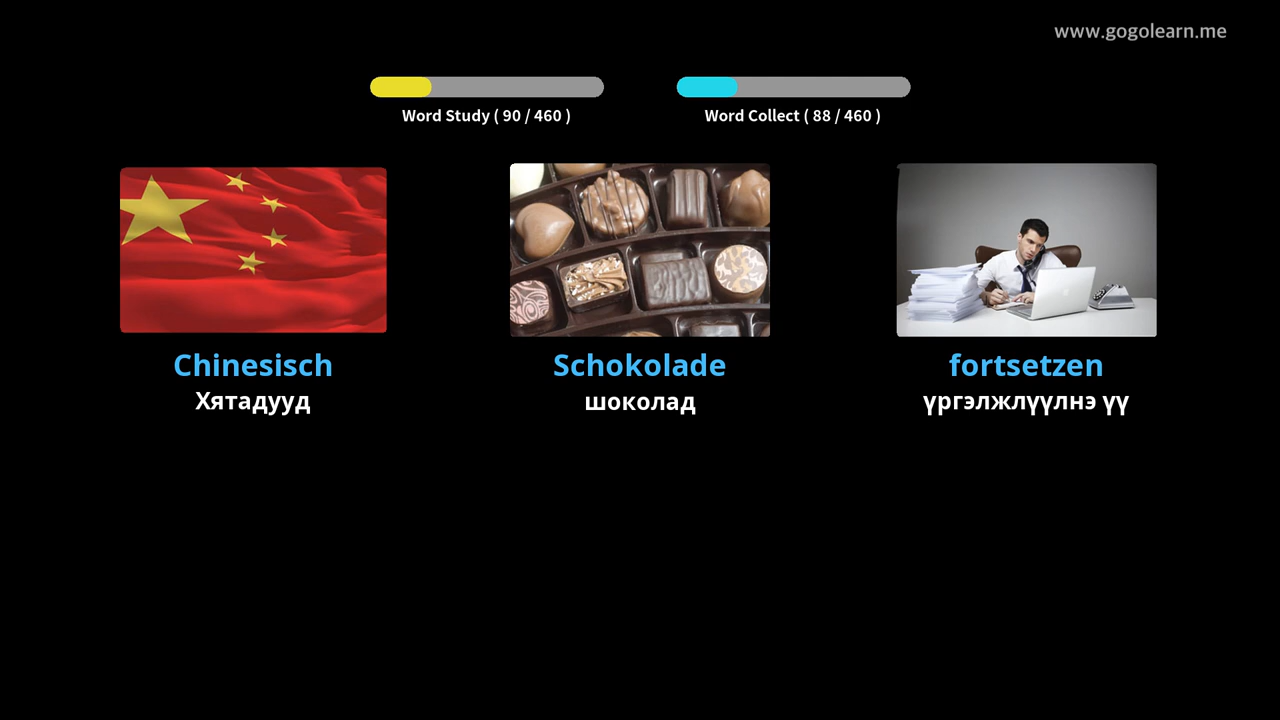 www.gogolearn.me
Word Study ( 90 / 460 )
Word Collect ( 88 / 460 )
Chinesisch
Хятадууд
Schokolade
шоколад
fortsetzen
үргэлжлүүлнэ үү